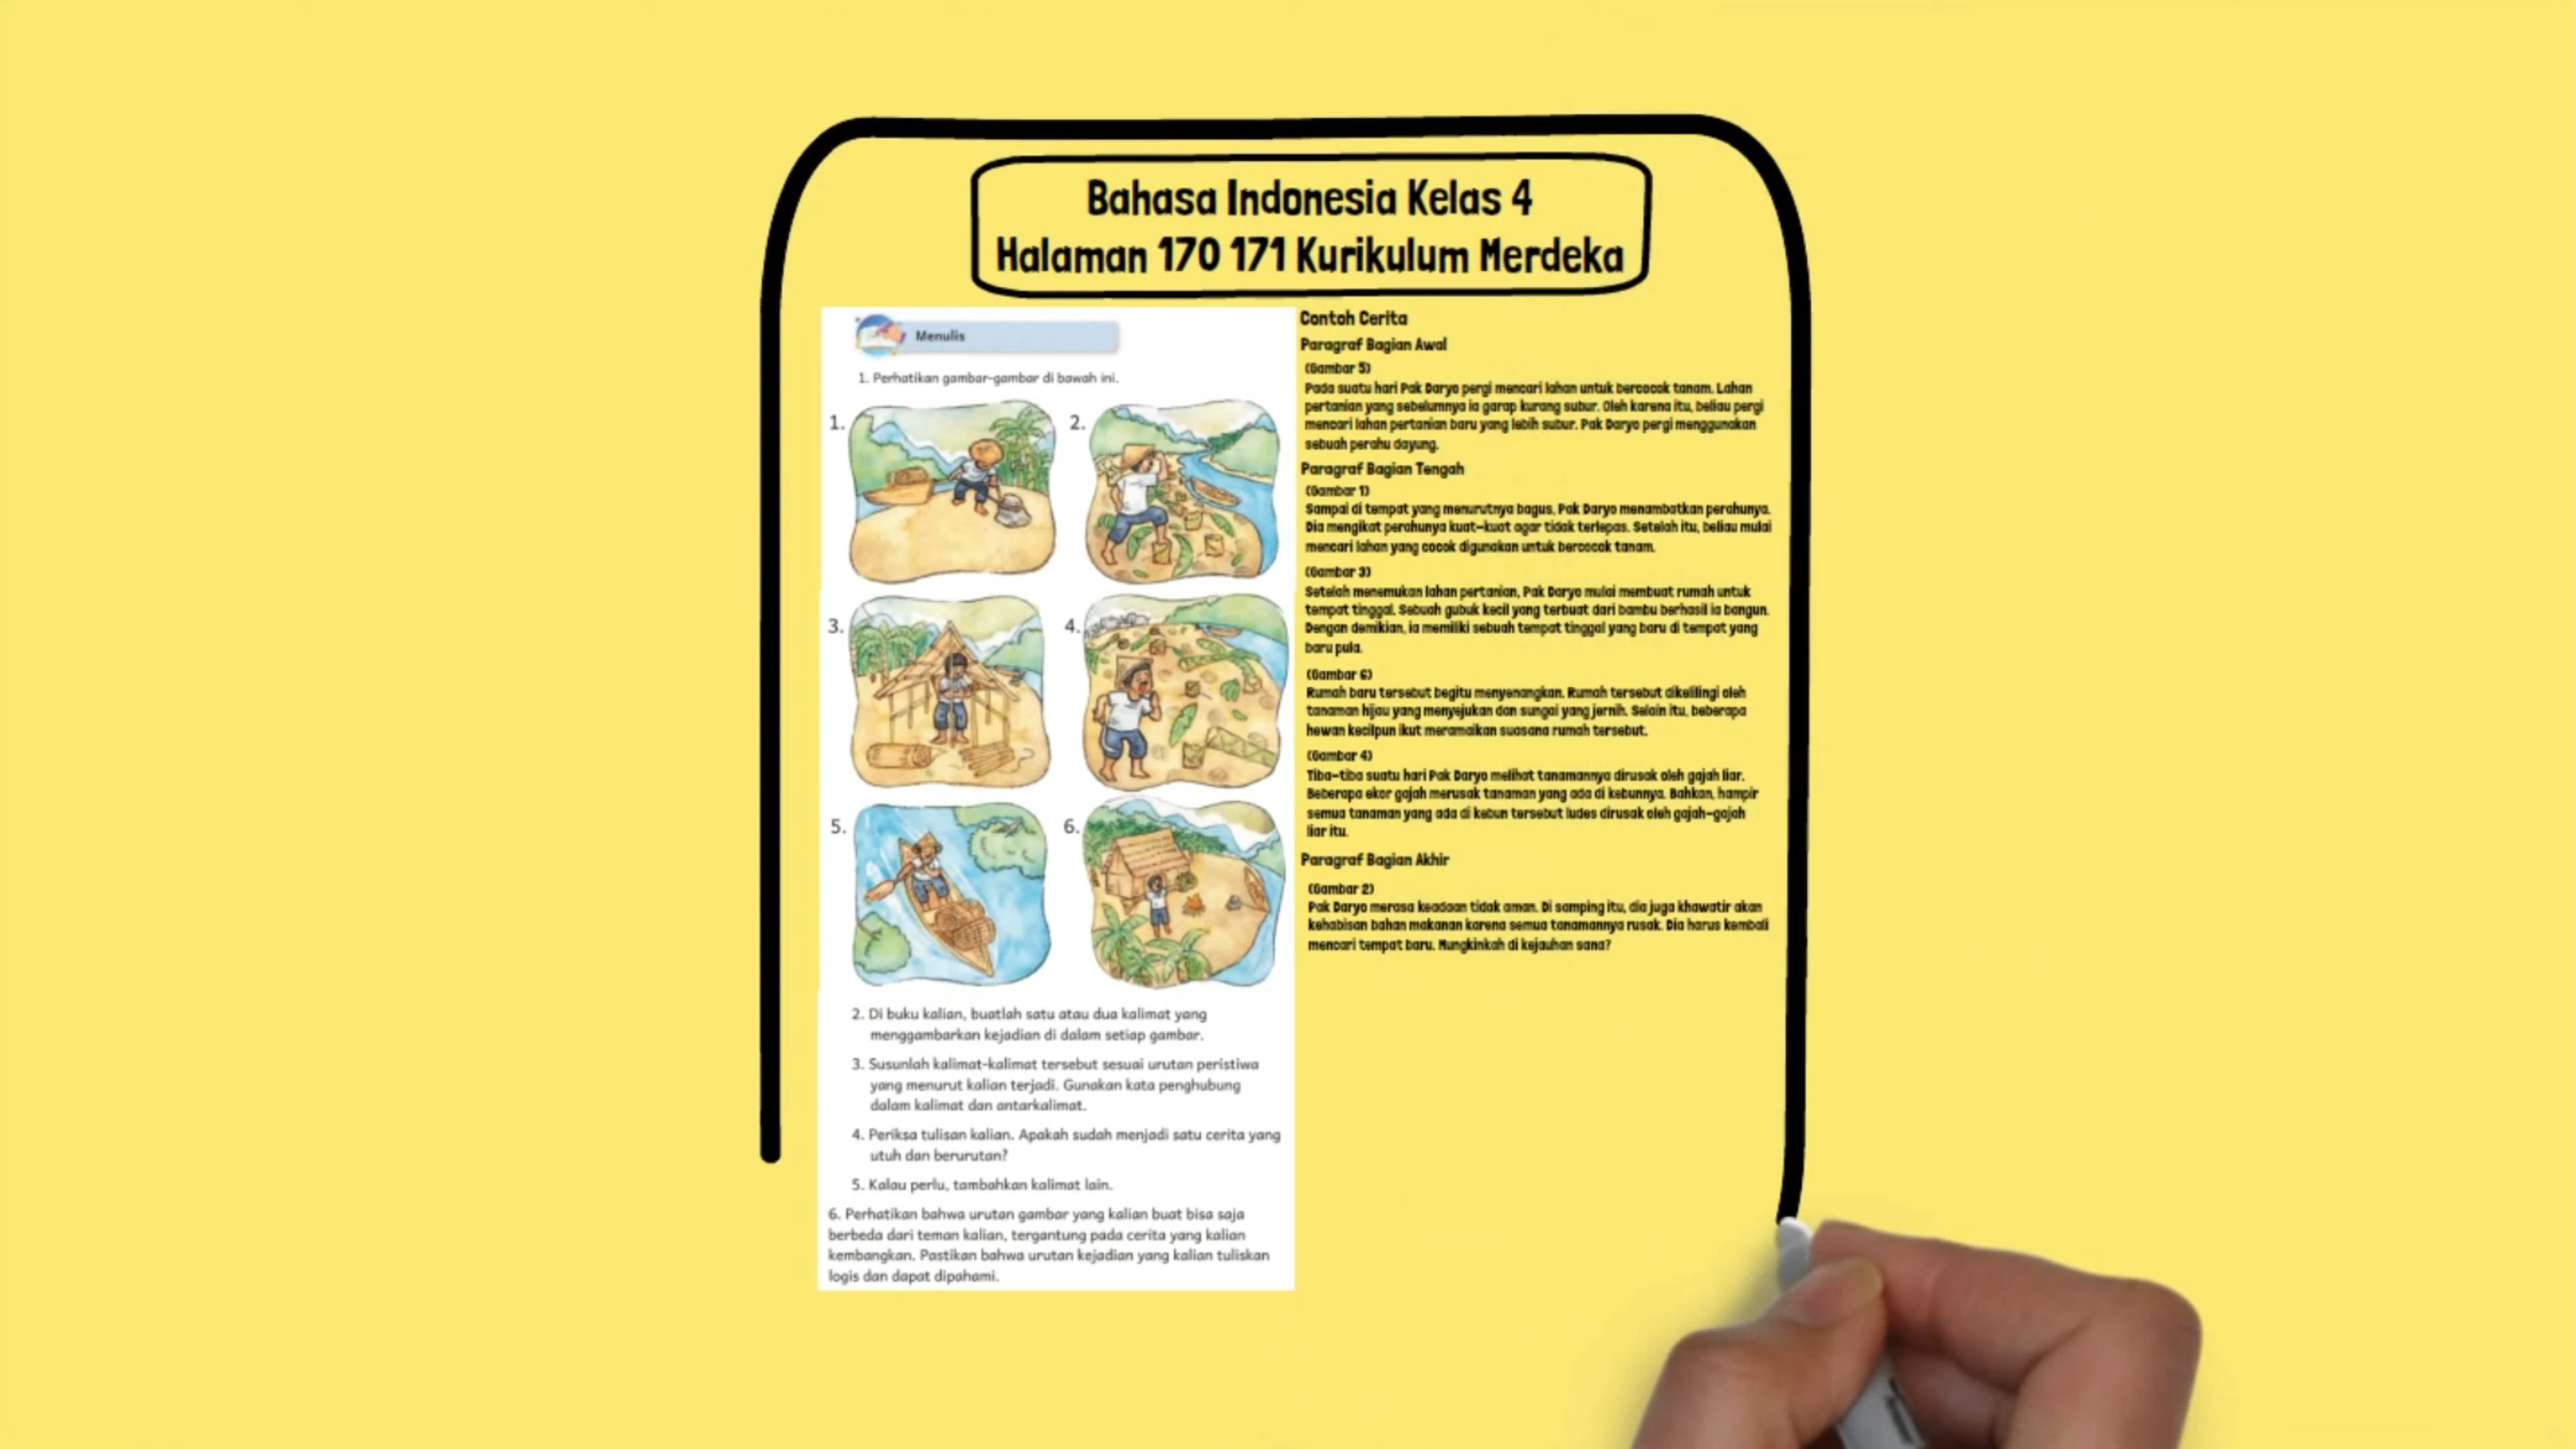 Bahasa Indonesia Kelas 4
Halaman 170 171 Kurikulum Merdeka
Menulis
1. Perhatikan gambar-gambar di bawah ini.
1.
2.
3.
4.
5.
6.
2. Di buku kalian, buatlah satu atau dua kalimat yang
menggambarkan kejadian di dalam setiap gambar.
3. Susunlah kalimat-kalimat tersebut sesuai urutan peristiwa
yang menurut kalian terjadi. Gunakan kata penghubung
dalam kalimat dan antarkalimat.
4. Periksa tulisan kalian. Apakah sudah menjadi satu cerita yang
utuh dan berurutan?
5. Kalau perlu, tambahkan kalimat lain.
6. Perhatikan bahwa urutan gambar yang kalian buat bisa saja
berbeda dari teman kalian, tergantung pada cerita yang kalian
kembangkan. Pastikan bahwa urutan kejadian yang kalian tuliskan
logis dan dapat dipahami.
Contoh Cerita
Paragraf Bagian Awal
(Gambar 5)
Pada suatu hari Pak Daryo pergi mencari lahan untuk bercocok tanam. Lahan
pertanian yang sebelumnya ia garap kurang subur. Oleh karena itu, beliau pergi
mencari lahan pertanian baru yang lebih subur. Pak Daryo pergi menggunakan
sebuah perahu dayung.
Paragraf Bagian Tengah
(Gambar 1)
Sampai di tempat yang menurutnya bagus, Pak Daryo menambatkan perahunya.
Dia mengikat perahunya kuat-kuat agar tidak terlepas. Setelah itu, beliau mulai
mencari lahan yang cocok digunakan untuk bercocok tanam.
(Gambar 3)
Setelah menemukan lahan pertanian, Pak Daryo mulai membuat rumah untuk
tempat tinggal. Sebuah gubuk kecil yang terbuat dari bambu berhasil ia bangun.
Dengan demikian, ia memiliki sebuah tempat tinggal yang baru di tempat yang
baru pula.
(Gambar 6)
Rumah baru tersebut begitu menyenangkan. Rumah tersebut dikelilingi oleh
tanaman hijau yang menyejukan dan sungai yang jernih. Selain itu, beberapa
hewan kecilpun ikut meramaikan suasana rumah tersebut.
(Gambar 4)
Tiba-tiba suatu hari Pak Daryo melihat tanamannya dirusak oleh gajah liar.
Beberapa ekor gajah merusak tanaman yang ada di kebunnya. Bahkan, hampir
semua tanaman yang ada di kebun tersebut ludes dirusak oleh gajah-gajah
liar itu.
Paragraf Bagian Akhir
(Gambar 2)
Pak Daryo merasa keadaan tidak aman. Di samping itu, dia juga khawatir akan
kehabisan bahan makanan karena semua tanamannya rusak. Dia harus kembali
mencari tempat baru. Mungkinkah di kejauhan sana?